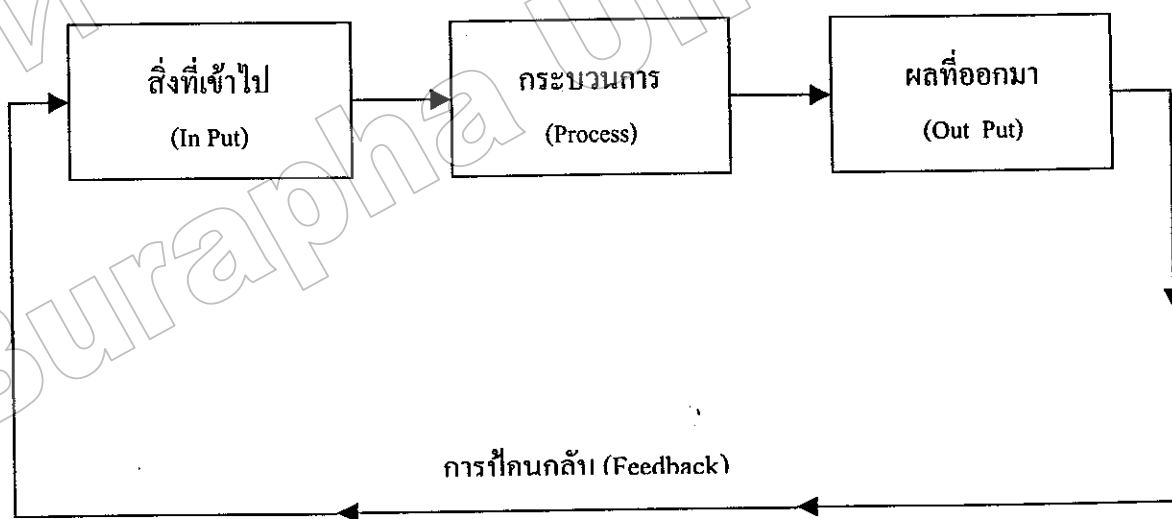 สิ่งที่เข้าไป
(In Put)
กระบวนการ
(Process)
ผลที่ออกมา
(Out Put)
การป้อนกลับ (Feedback)
Burapha Un